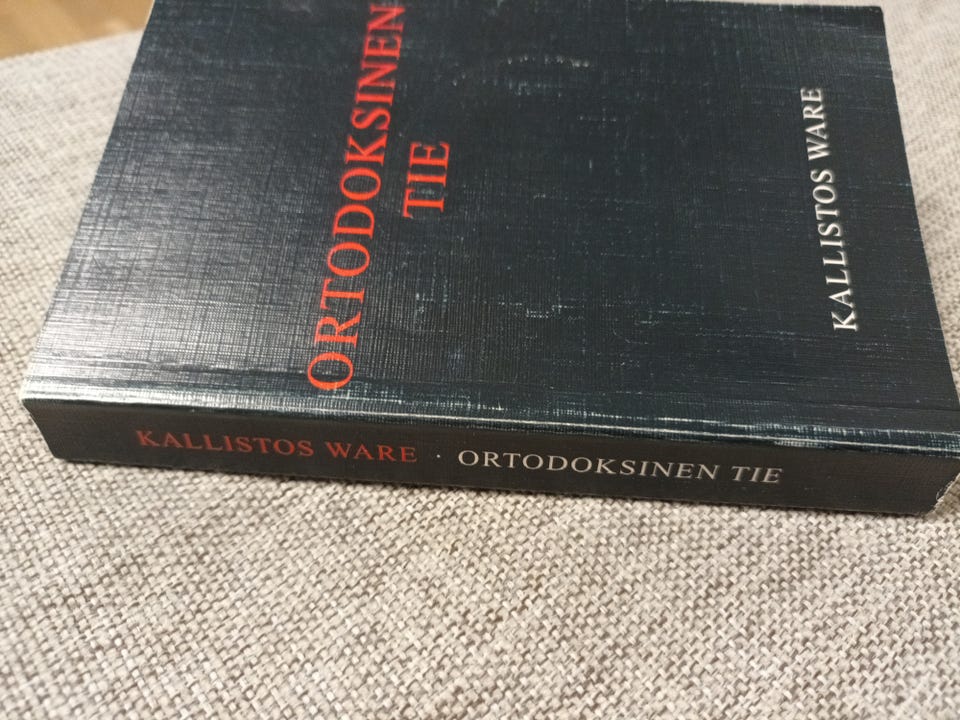 ORTODOKSINEN
TIE
KALLISTOS WARE
KALLISTOS WARE · ORTODOKSINEN TIE